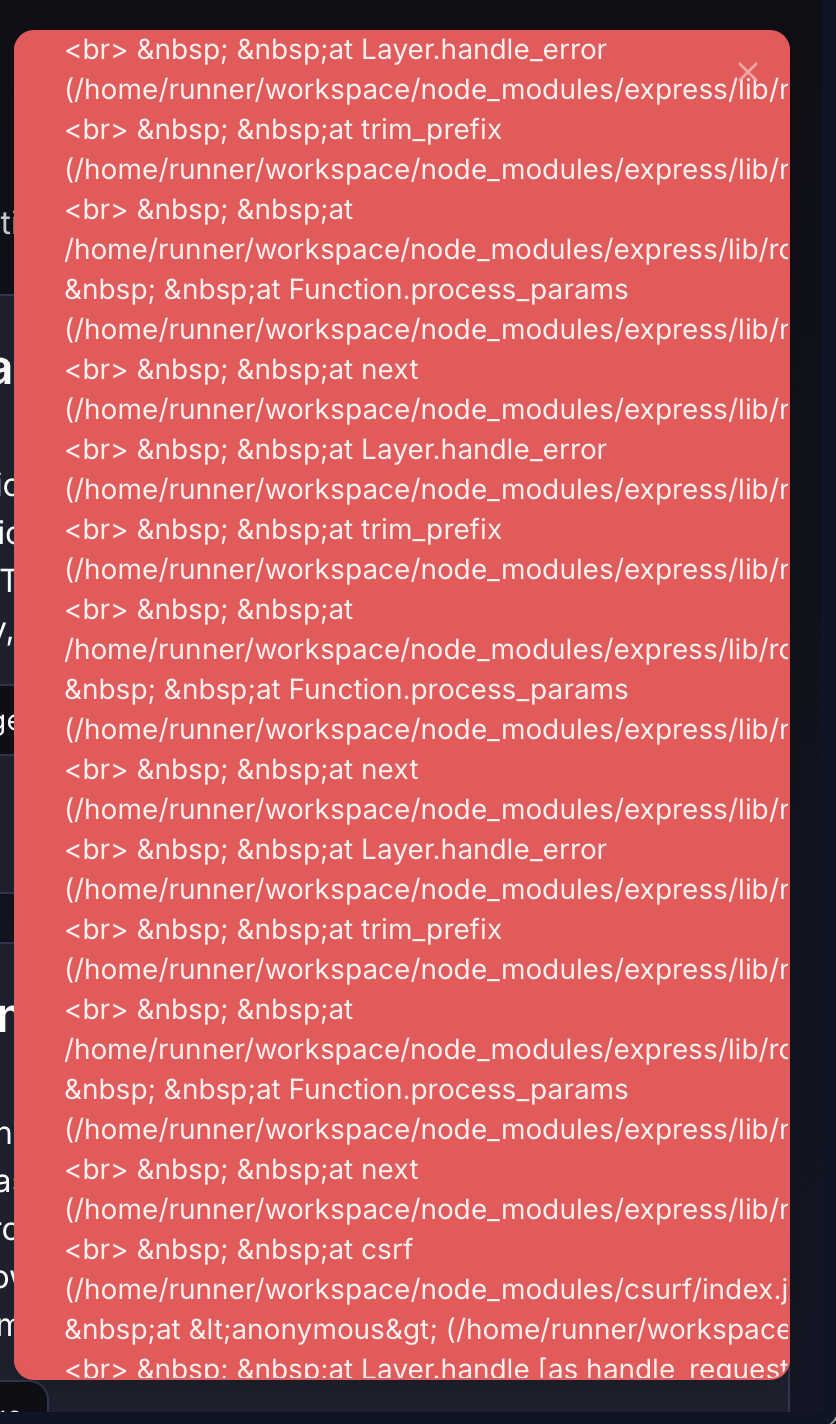 <br> &nbsp; &nbsp;at Layer.handle_error
(/home/runner/workspace/node_modules/express/lib/r
<br> &nbsp; &nbsp;at trim_prefix
(/home/runner/workspace/node_modules/express/lib/r
<br> &nbsp; &nbsp;at
/home/runner/workspace/node_modules/express/lib/ro
&nbsp; &nbsp;at Function.process_params
(/home/runner/workspace/node_modules/express/lib/r
<br> &nbsp; &nbsp;at next
(/home/runner/workspace/node_modules/express/lib/r
<br> &nbsp; &nbsp;at Layer.handle_error
(/home/runner/workspace/node_modules/express/lib/r
<br> &nbsp; &nbsp;at trim_prefix
(/home/runner/workspace/node_modules/express/lib/r
<br> &nbsp; &nbsp;at
/home/runner/workspace/node_modules/express/lib/ro
&nbsp; &nbsp;at Function.process_params
(/home/runner/workspace/node_modules/express/lib/r
<br> &nbsp; &nbsp;at next
(/home/runner/workspace/node_modules/express/lib/r
<br> &nbsp; &nbsp;at Layer.handle_error
(/home/runner/workspace/node_modules/express/lib/r
<br> &nbsp; &nbsp;at trim_prefix
(/home/runner/workspace/node_modules/express/lib/r
<br> &nbsp; &nbsp;at
/home/runner/workspace/node_modules/express/lib/ro
&nbsp; &nbsp;at Function.process_params
(/home/runner/workspace/node_modules/express/lib/r
<br> &nbsp; &nbsp;at next
(/home/runner/workspace/node_modules/express/lib/r
<br> &nbsp; &nbsp;at csrf
(/home/runner/workspace/node_modules/csurf/index.j
&nbsp;at &lt;anonymous&gt; (/home/runner/workspace
<br> &nbsp; &nbsp;at Layer.handle [as handle_request